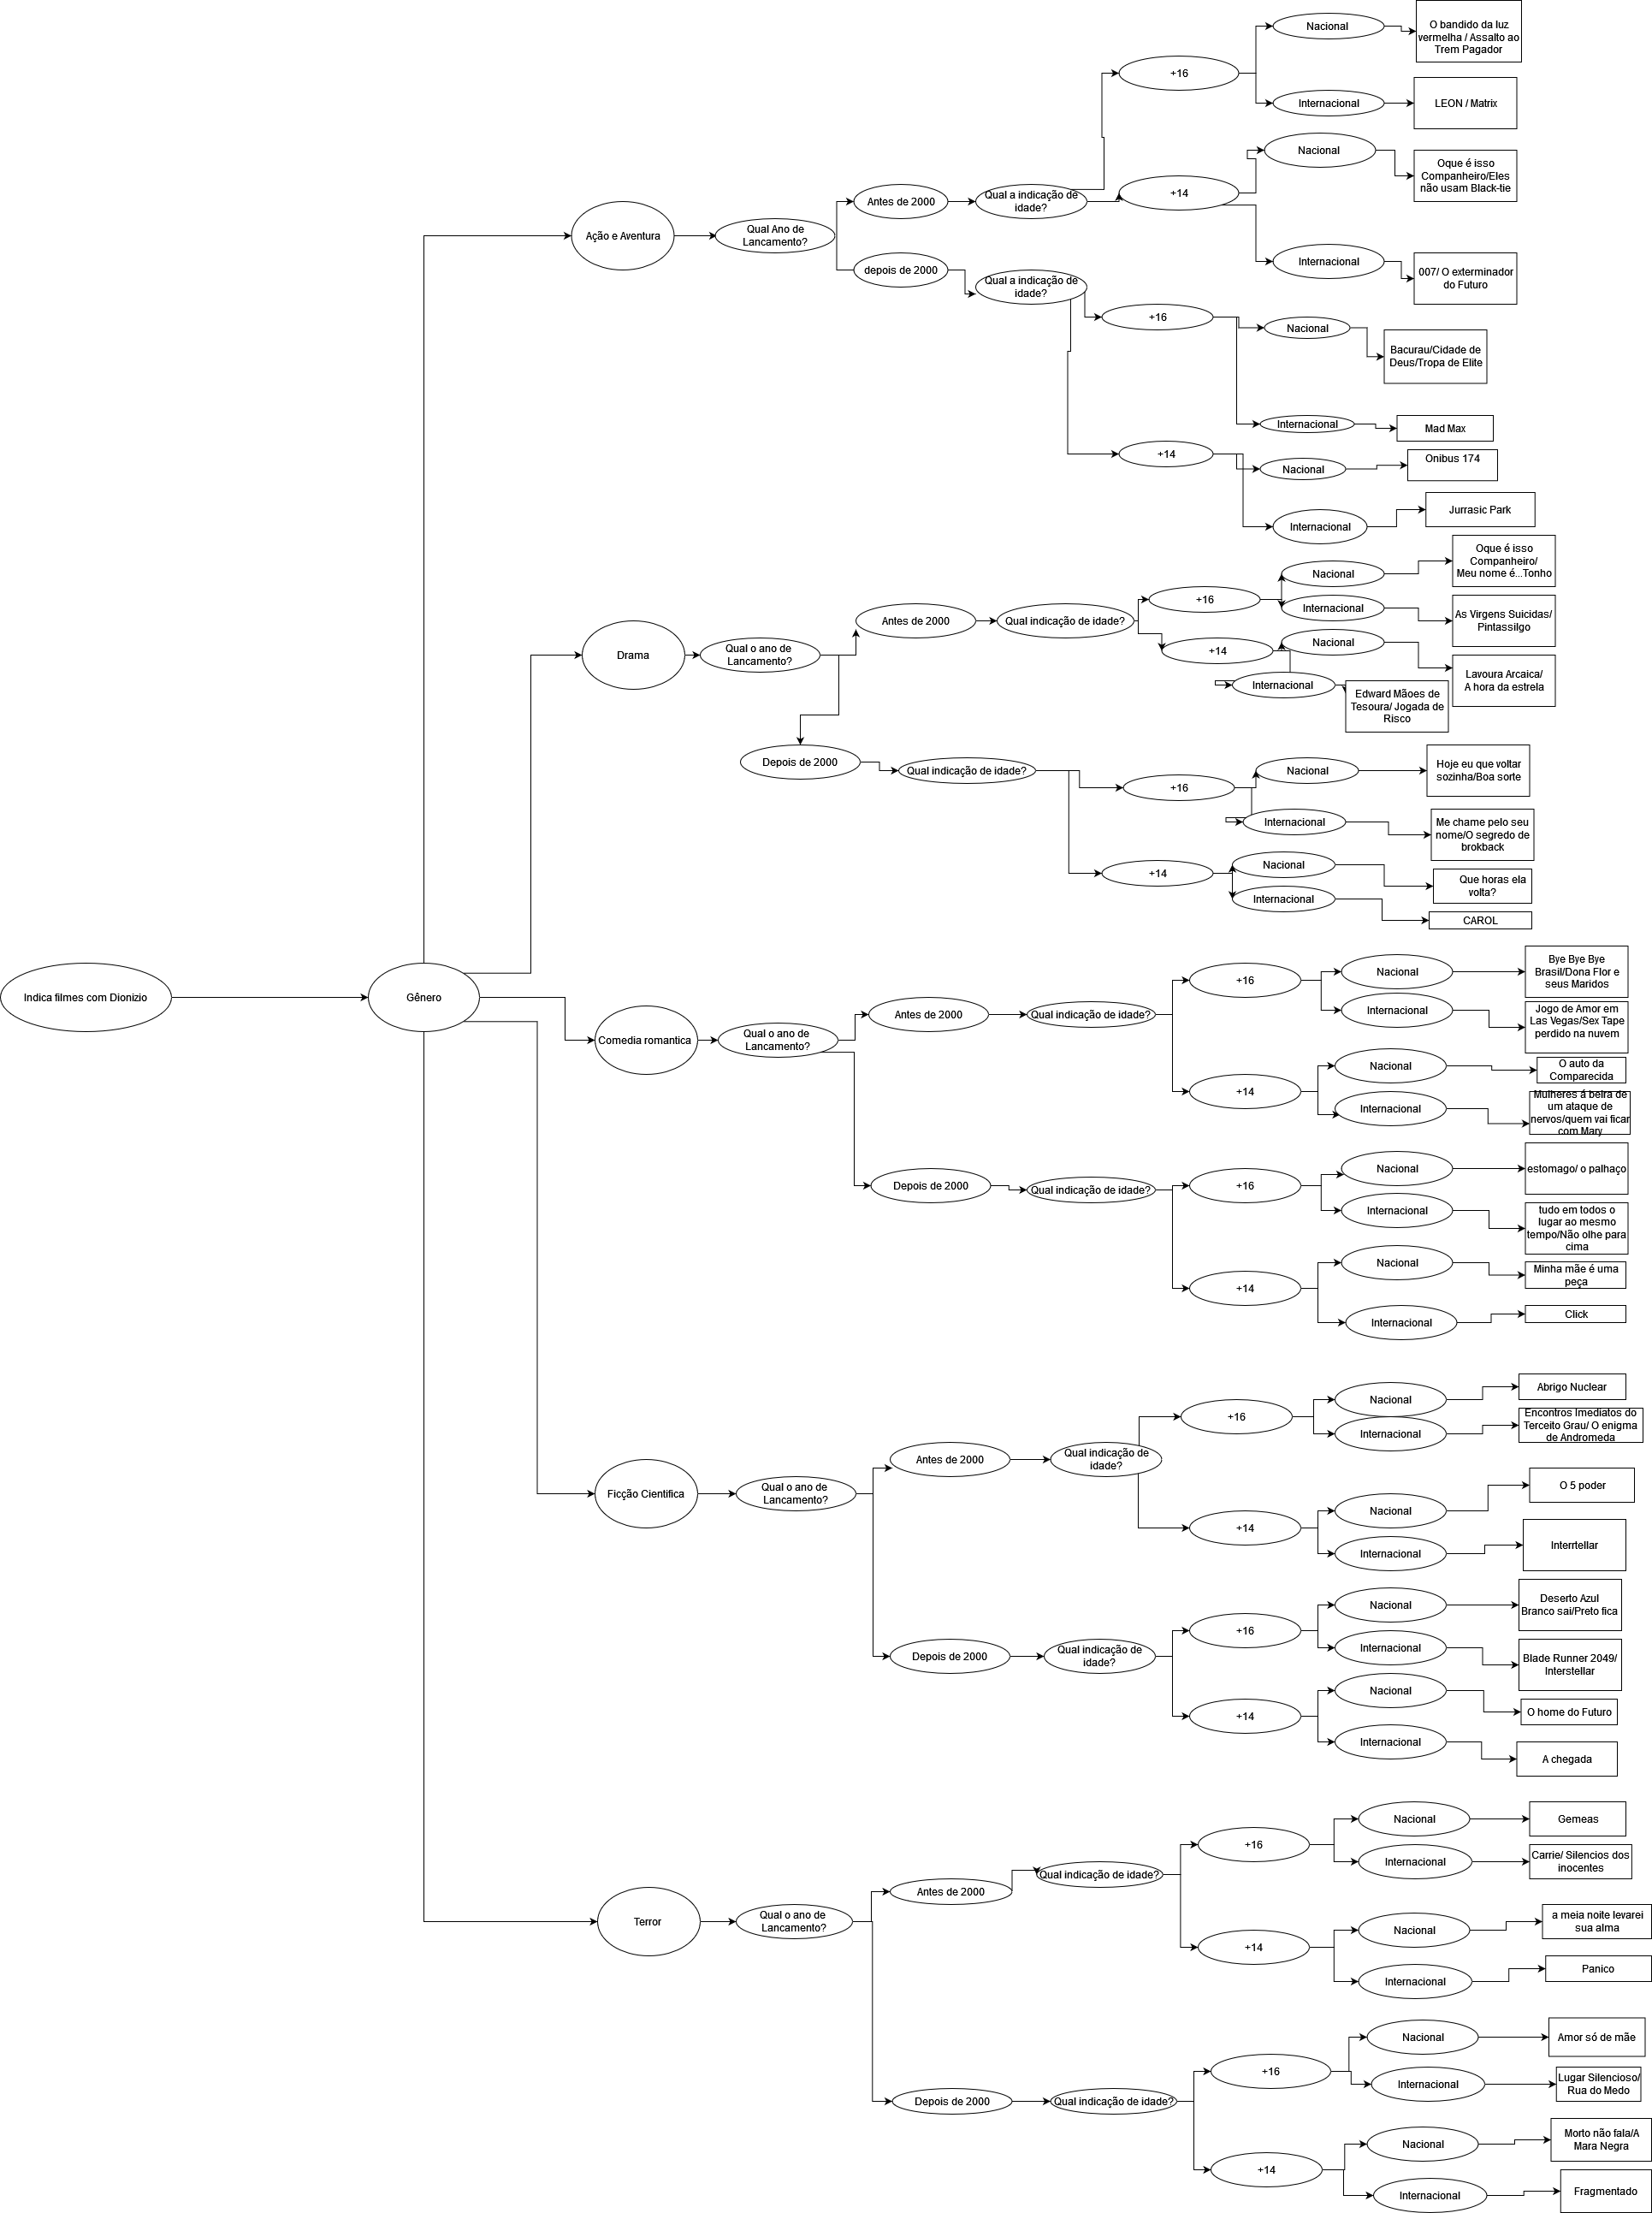 Indica filmes com Dionizio
Gênero
Ação e Aventura
Qual Ano de
Lancamento?
Antes de 2000
Qual a indicação de
idade?
+16
Nacional
O bandido da luz
vermelha / Assalto ao
Trem Pagador
Internacional
LEON / Matrix
+14
Nacional
Oque é isso
Companheiro/Eles
não usam Black-tie
Internacional
007/ O exterminador
do Futuro
depois de 2000
Qual a indicação de
idade?
+16
Nacional
Bacurau/Cidade de
Deus/Tropa de Elite
Internacional
Mad Max
+14
Nacional
Onibus 174
Internacional
Jurrasic Park
Drama
Qual o ano de
Lancamento?
Antes de 2000
Qual indicação de idade?
+16
Nacional
Oque é isso
Companheiro/
Meu nome é...Tonho
Internacional
As Virgens Suicidas/
Pintassilgo
+14
Nacional
Lavoura Arcaica/
A hora da estrela
Internacional
Edward Mãoes de
Tesoura/ Jogada de
Risco
Depois de 2000
Qual indicação de idade?
+16
Nacional
Hoje eu que voltar
sozinha/Boa sorte
Internacional
Me chame pelo seu
nome/O segredo de
brokback
+14
Nacional
Que horas ela
volta?
Internacional
CAROL
Comedia romantica
Qual o ano de
Lancamento?
Antes de 2000
Qual indicação de idade?
+16
Nacional
Bye Bye Bye
Brasil/Dona Flor e
seus Maridos
Internacional
Jogo de Amor em
Las Vegas/Sex Tape
perdido na nuvem
+14
Nacional
O auto da
Comparecida
Internacional
Mulheres á beira de
um ataque de
nervos/quem vai ficar
com Mary
Depois de 2000
Qual indicação de idade?
+16
Nacional
estomago/ o palhaço
Internacional
tudo em todos o
lugar ao mesmo
tempo/Não olhe para
cima
+14
Nacional
Minha mãe é uma
peça
Internacional
Click
Ficção Cientifica
Qual o ano de
Lancamento?
Antes de 2000
Qual indicação de
idade?
+16
Nacional
Abrigo Nuclear
Internacional
Encontros Imediatos do
Terceito Grau/ O enigma
de Andromeda
+14
Nacional
O 5 poder
Internacional
Interrtellar
Depois de 2000
Qual indicação de
idade?
+16
Nacional
Deserto Azul
Branco sai/Preto fica
Internacional
Blade Runner 2049/
Interstellar
+14
Nacional
O home do Futuro
Internacional
A chegada
Terror
Qual o ano de
Lancamento?
Antes de 2000
Qual indicação de idade?
+16
Nacional
Gemeas
Internacional
Carrie/ Silencios dos
inocentes
+14
Nacional
a meia noite levarei
sua alma
Internacional
Panico
Depois de 2000
Qual indicação de idade?
+16
Nacional
Amor só de mãe
Internacional
Lugar Silencioso/
Rua do Medo
+14
Nacional
Morto não fala/A
Mara Negra
Internacional
Fragmentado